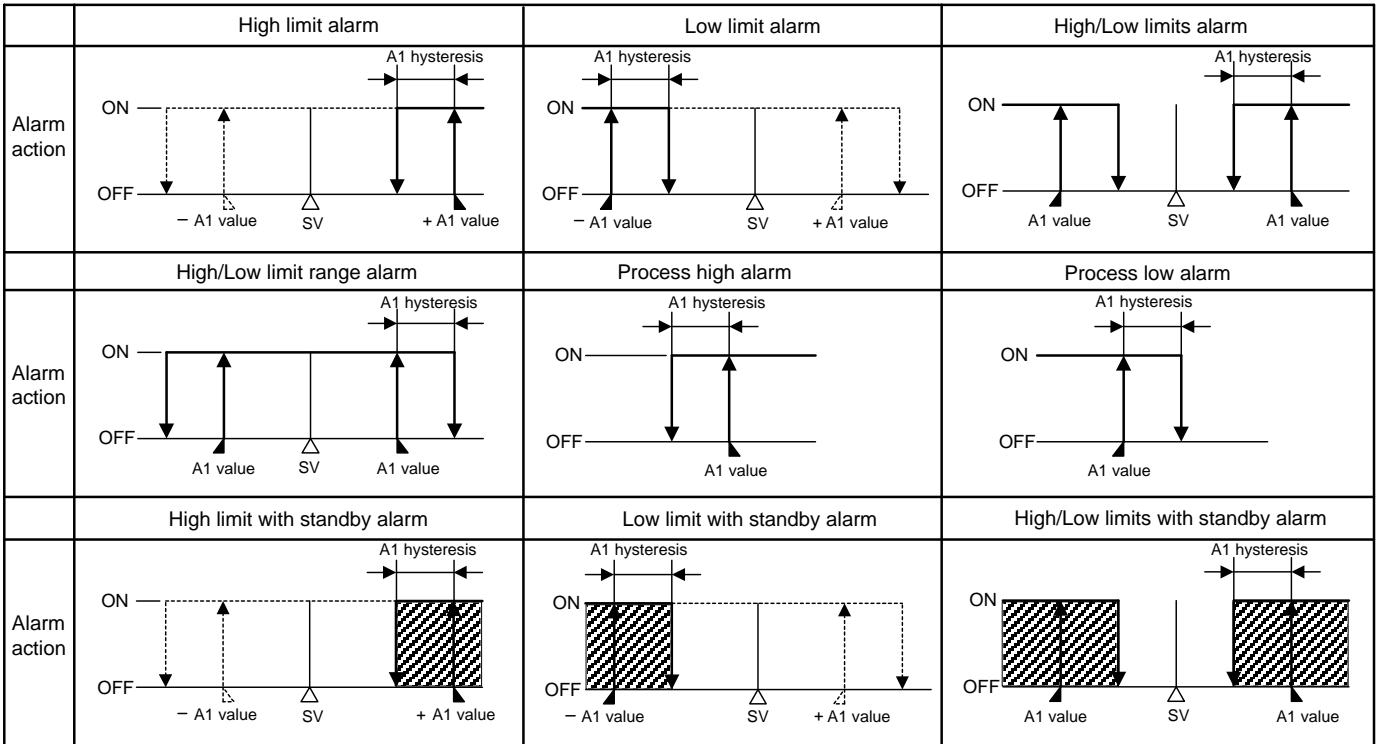 High limit alarm
Low limit alarm
High/Low limits alarm
Alarm
action
A1 hysteresis
ON
OFF
– A1 value
SV
+ A1 value
A1 hysteresis
ON
OFF
– A1 value
SV
+ A1 value
A1 hysteresis
ON
OFF
A1 value
SV
A1 value
High/Low limit range alarm
Process high alarm
Process low alarm
Alarm
action
A1 hysteresis
ON
OFF
A1 value
SV
A1 value
A1 hysteresis
ON
OFF
A1 value
A1 hysteresis
ON
OFF
A1 value
High limit with standby alarm
Low limit with standby alarm
High/Low limits with standby alarm
Alarm
action
A1 hysteresis
ON
OFF
– A1 value
SV
+ A1 value
A1 hysteresis
ON
OFF
– A1 value
SV
+ A1 value
A1 hysteresis
ON
OFF
A1 value
SV
A1 value